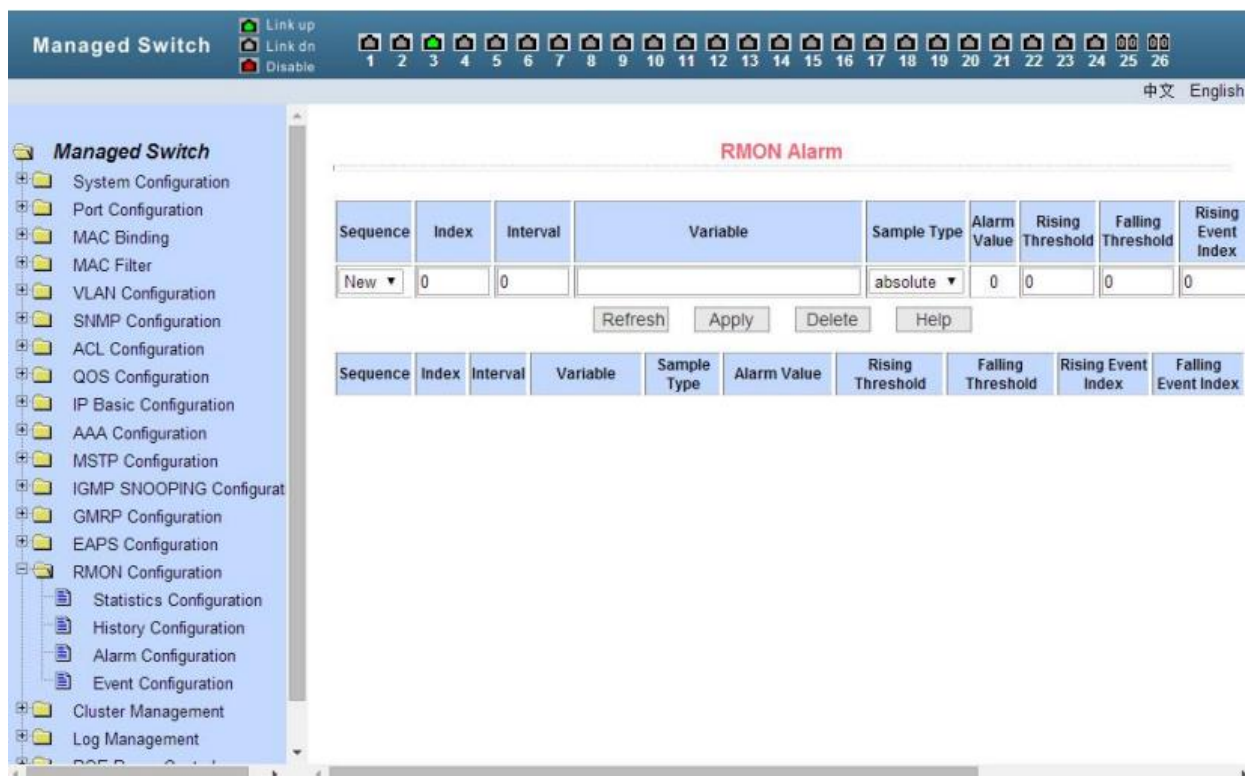 Managed Switch
Link up
Link dn
Disable
1 2 3 4 5 6 7 8 9 10 11 12 13 14 15 16 17 18 19 20 21 22 23 24 25 26
中文 English
Managed Switch
System Configuration
Port Configuration
MAC Binding
MAC Filter
VLAN Configuration
SNMP Configuration
ACL Configuration
QOS Configuration
IP Basic Configuration
AAA Configuration
MSTP Configuration
IGMP SNOOPING Configurat
GMRP Configuration
EAPS Configuration
RMON Configuration
Statistics Configuration
History Configuration
Alarm Configuration
Event Configuration
Cluster Management
Log Management
RMON Alarm
Sequence Index Interval Variable Sample Type Alarm Value Rising Threshold Falling Threshold Rising Event Index
New 0 0 absolute 0 0 0 0
Refresh Apply Delete Help
Sequence Index Interval Variable Sample Type Alarm Value Rising Threshold Falling Threshold Rising Event Index Falling Event Index